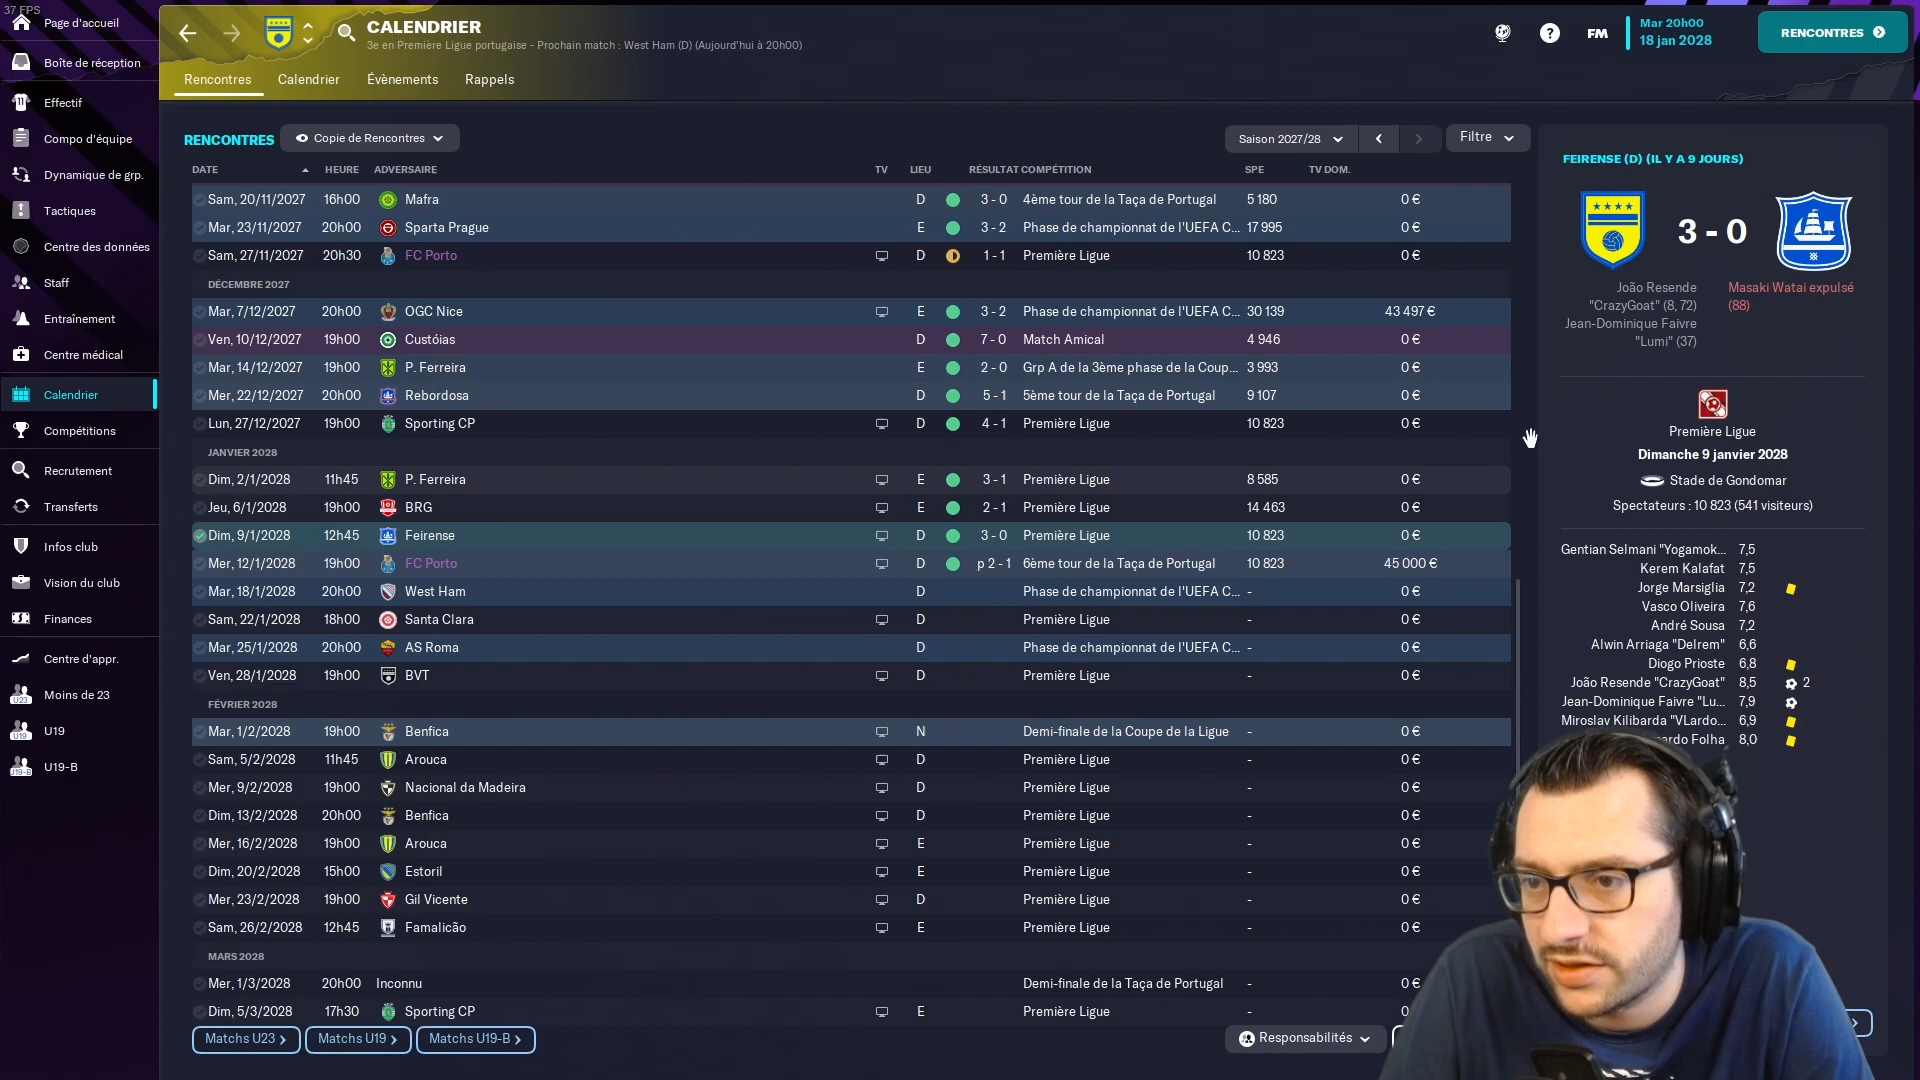 37 FPS
Page d'accueil
Boîte de réception
Effectif
Compo d'équipe
Dynamique de grp.
Tactiques
Centre des données
Staff
Entraînement
Centre médical
Calendrier
Compétitions
Recrutement
Transferts
Infos club
Vision du club
Finances
Centre d'appr.
Moins de 23
U19
U19-B
CALENDRIER
3e en Première Ligue portugaise - Prochain match : West Ham (D) (Aujourd'hui à 20h00)
FM
Mar 20h00
18 jan 2028
RENCONTRES
Rencontres Calendrier Évènements Rappels
RENCONTRES Copie de Rencontres Saison 2027/28 Filtre
DATE HEURE ADVERSAIRE TV LIEU RÉSULTAT COMPÉTITION SPE TV DOM.
Sam, 20/11/2027 16h00 Mafra D 3 - 0 4ème tour de la Taça de Portugal 5 180 0 €
Mar, 23/11/2027 20h00 Sparta Prague E 3 - 2 Phase de championnat de l'UEFA C... 17 995 0 €
Sam, 27/11/2027 20h30 FC Porto D 1 - 1 Première Ligue 10 823 0 €
DÉCEMBRE 2027
Mar, 7/12/2027 20h00 OGC Nice E 3 - 2 Phase de championnat de l'UEFA C... 30 139 43 497 €
Ven, 10/12/2027 19h00 Custóias D 7 - 0 Match Amical 4 946 0 €
Mar, 14/12/2027 19h00 P. Ferreira E 2 - 0 Grp A de la 3ème phase de la Coup... 3 993 0 €
Mer, 22/12/2027 20h00 Rebordosa D 5 - 1 5ème tour de la Taça de Portugal 9 107 0 €
Lun, 27/12/2027 19h00 Sporting CP D 4 - 1 Première Ligue 10 823 0 €
JANVIER 2028
Dim, 2/1/2028 11h45 P. Ferreira E 3 - 1 Première Ligue 8 585 0 €
Jeu, 6/1/2028 19h00 BRG E 2 - 1 Première Ligue 14 463 0 €
Dim, 9/1/2028 12h45 Feirense D 3 - 0 Première Ligue 10 823 0 €
Mer, 12/1/2028 19h00 FC Porto D p 2 - 1 6ème tour de la Taça de Portugal 10 823 45 000 €
Mar, 18/1/2028 20h00 West Ham D Phase de championnat de l'UEFA C... - 0 €
Sam, 22/1/2028 18h00 Santa Clara D Première Ligue - 0 €
Mar, 25/1/2028 20h00 AS Roma D Phase de championnat de l'UEFA C... - 0 €
Ven, 28/1/2028 19h00 BVT D Première Ligue - 0 €
FÉVRIER 2028
Mar, 1/2/2028 19h00 Benfica N Demi-finale de la Coupe de la Ligue - 0 €
Sam, 5/2/2028 11h45 Arouca D Première Ligue - 0 €
Mer, 9/2/2028 19h00 Nacional da Madeira D Première Ligue - 0 €
Dim, 13/2/2028 20h00 Benfica D Première Ligue - 0 €
Mer, 16/2/2028 19h00 Arouca E Première Ligue - 0 €
Dim, 20/2/2028 15h00 Estoril E Première Ligue - 0 €
Mer, 23/2/2028 19h00 Gil Vicente D Première Ligue - 0 €
Sam, 26/2/2028 12h45 Famalicão E Première Ligue - 0 €
MARS 2028
Mer, 1/3/2028 20h00 Inconnu Demi-finale de la Taça de Portugal - 0 €
Dim, 5/3/2028 17h30 Sporting CP E Première Ligue - 0
Matchs U23 Matchs U19 Matchs U19-B Responsabilités
FEIRENSE (D) (IL Y A 9 JOURS)
3 - 0
João Resende
"CrazyGoat" (8, 72)
Jean-Dominique Faivre
"Lumi" (37)
Masaki Watai expulsé
(88)
Première Ligue
Dimanche 9 janvier 2028
Stade de Gondomar
Spectateurs : 10 823 (541 visiteurs)
Gentian Selmani "Yogamok... 7,5
Kerem Kalafat 7,5
Jorge Marsiglia 7,2
Vasco Oliveira 7,6
André Sousa 7,2
Alwin Arriaga "Delrem" 6,6
Diogo Prioste 6,8
João Resende "CrazyGoat" 8,5 2
Jean-Dominique Faivre "Lu... 7,9
Miroslav Kilibarda "VLardo... 6,9
Folha 8,0